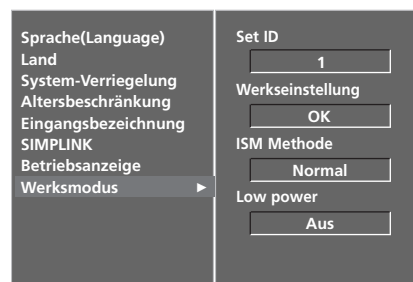 Sprache(Language)
Land
System-Verriegelung
Altersbeschränkung
Eingangsbezeichnung
SIMPLINK
Betriebsanzeige
Werksmodus ►
Set ID
1
Werkseinstellung
OK
ISM Methode
Normal
Low power
Aus